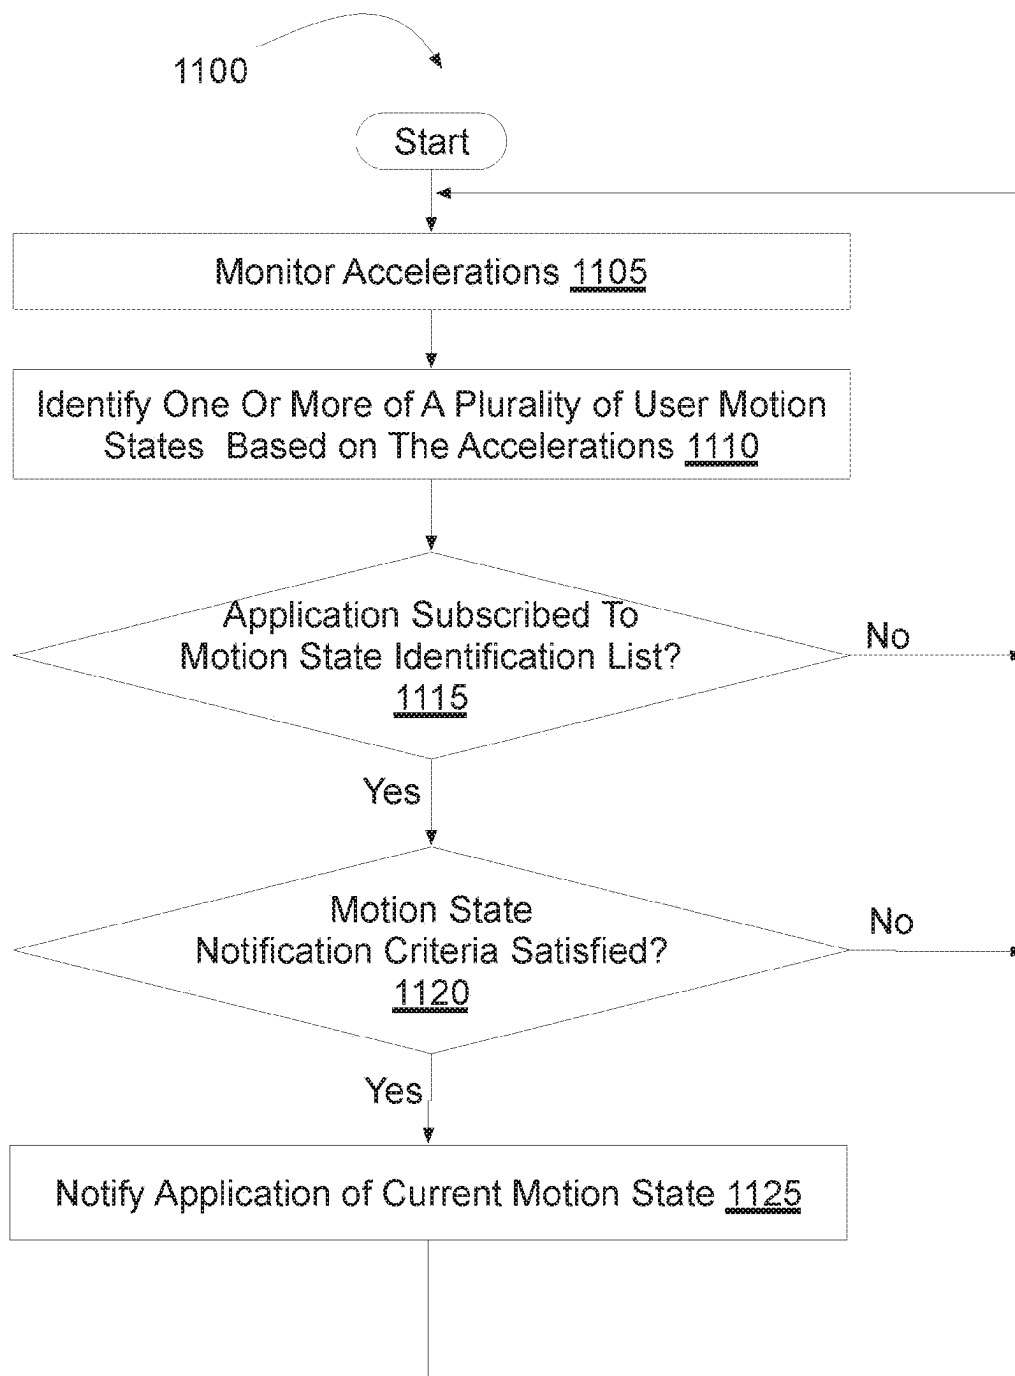 1100
Start
Monitor Accelerations 1105
Identify One Or More of A Plurality of User Motion
States Based on The Accelerations 1110
Application Subscribed To
Motion State Identification List?
1115
No
Yes
Motion State
Notification Criteria Satisfied?
1120
No
Yes
Notify Application of Current Motion State 1125